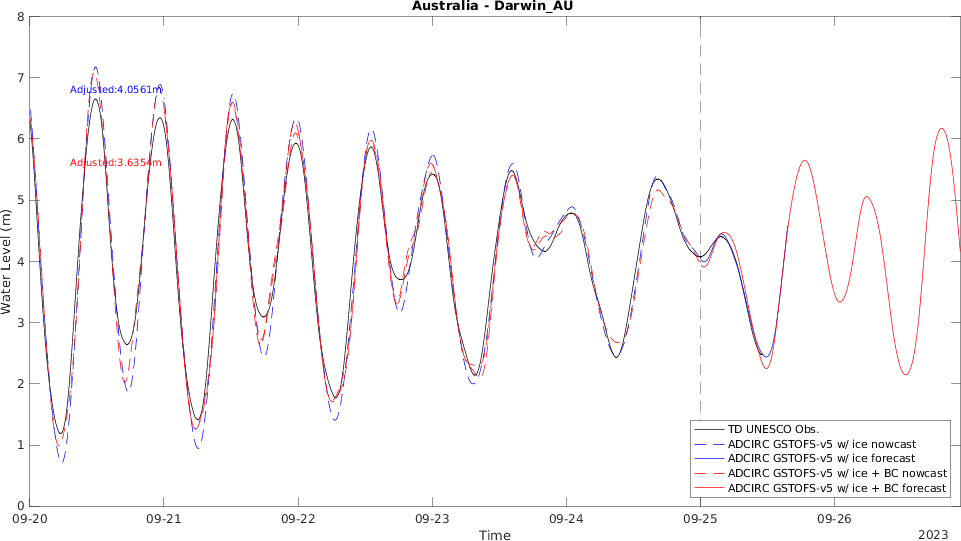 Australia - Darwin_AU
8
7
Adjusted:4.0561m
6
Adjusted:3.6354m
5
4
3
2
1
0
Water Level (m)
TD UNESCO Obs.
ADCIRC GSTOFS-v5 w/ ice nowcast
ADCIRC GSTOFS-v5 w/ ice forecast
ADCIRC GSTOFS-v5 w/ ice + BC nowcast
ADCIRC GSTOFS-v5 w/ ice + BC forecast
09-20 09-21 09-22 09-23 09-24 09-25 09-26
Time
2023